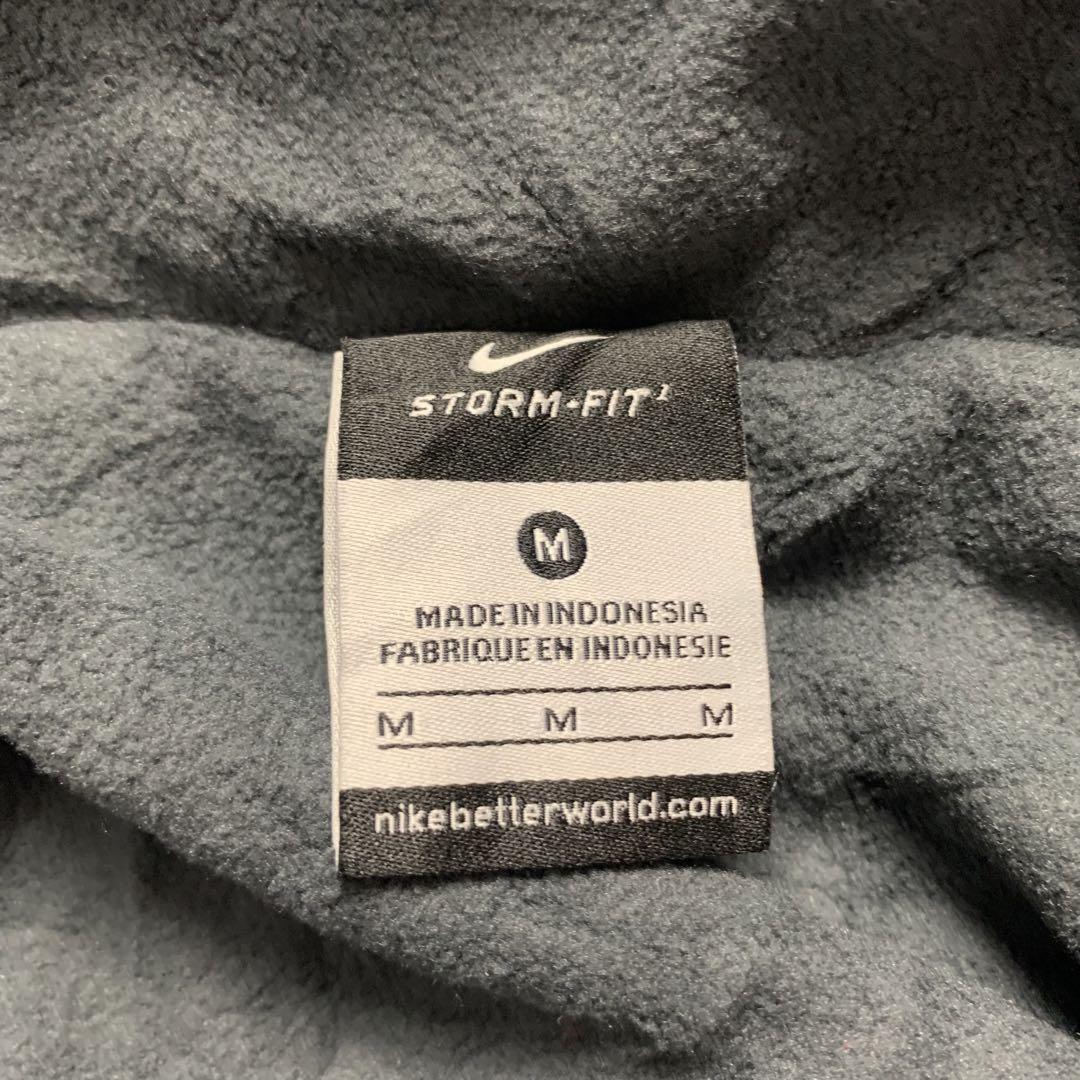 STORM-FIT¹
M
MADE IN INDONESIA
FABRIQUE EN INDONESIE
M M M
nikebetterworld.com